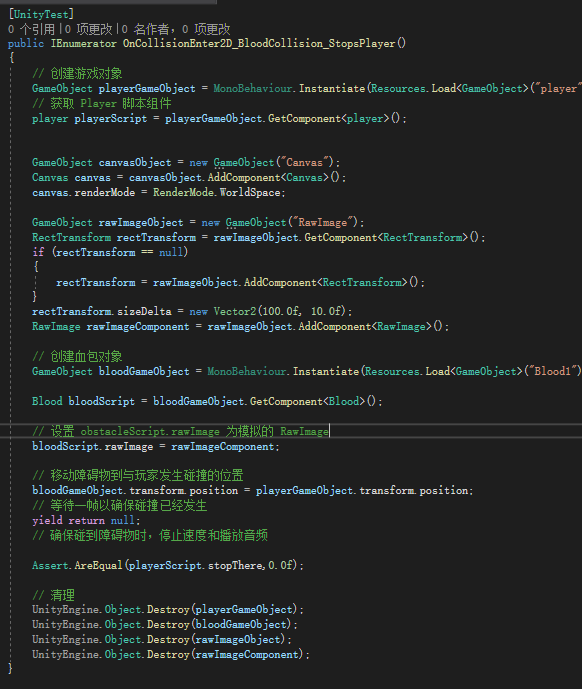 [UnityTest]
0 个引用|0 项更改|0 名作者, 0 项更改
public IEnumerator OnCollisionEnter2D_BloodCollision_StopsPlayer()
{
// 创建游戏对象
GameObject playerGameObject = MonoBehaviour.Instantiate(Resources.Load<GameObject>("player"
// 获取 Player 脚本组件
player playerScript = playerGameObject.GetComponent<player>();
GameObject canvasObject = new GameObject("Canvas");
Canvas canvas = canvasObject.AddComponent<Canvas>();
canvas.renderMode = RenderMode.WorldSpace;
GameObject rawImageObject = new GameObject("RawImage");
RectTransform rectTransform = rawImageObject.GetComponent<RectTransform>();
if (rectTransform == null)
{
rectTransform = rawImageObject.AddComponent<RectTransform>();
}
rectTransform.sizeDelta = new Vector2(100.0f, 10.0f);
RawImage rawImageComponent = rawImageObject.AddComponent<RawImage>();
// 创建血包对象
GameObject bloodGameObject = MonoBehaviour.Instantiate(Resources.Load<GameObject>("Blood1")
Blood bloodScript = bloodGameObject.GetComponent<Blood>();
// 设置 obstacleScript.rawImage 为模拟的 RawImage
bloodScript.rawImage = rawImageComponent;
// 移动障碍物到与玩家发生碰撞的位置
bloodGameObject.transform.position = playerGameObject.transform.position;
// 等待一帧以确保碰撞已经发生
yield return null;
// 确保碰到障碍物时，停止速度和播放音频
Assert.AreEqual(playerScript.stopThere,0.0f);
// 清理
UnityEngine.Object.Destroy(playerGameObject);
UnityEngine.Object.Destroy(bloodGameObject);
UnityEngine.Object.Destroy(rawImageObject);
UnityEngine.Object.Destroy(rawImageComponent);
}